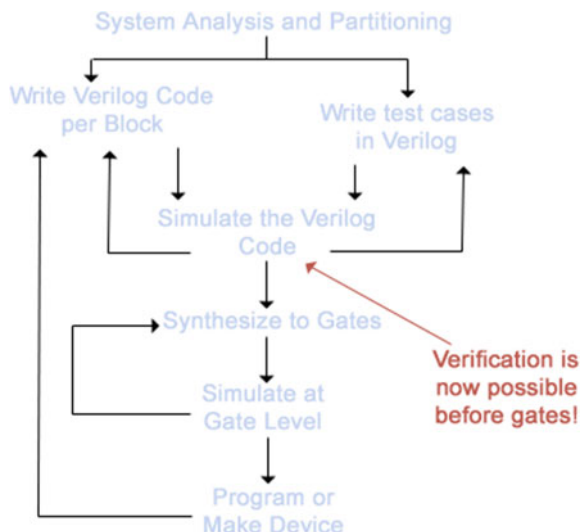 System Analysis and Partitioning
Write Verilog Code
per Block
Write test cases
in Verilog
Simulate the Verilog
Code
Synthesize to Gates
Verification is
now possible
before gates!
Simulate at
Gate Level
Program or
Make Device